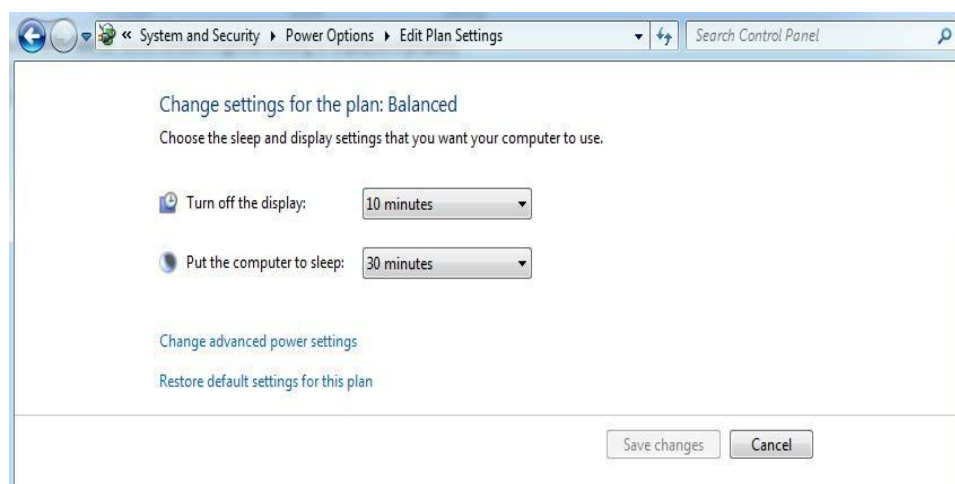 « System and Security ▸ Power Options ▸ Edit Plan Settings
Search Control Panel
Change settings for the plan: Balanced
Choose the sleep and display settings that you want your computer to use.
Turn off the display: 10 minutes
Put the computer to sleep: 30 minutes
Change advanced power settings
Restore default settings for this plan
Save changes Cancel